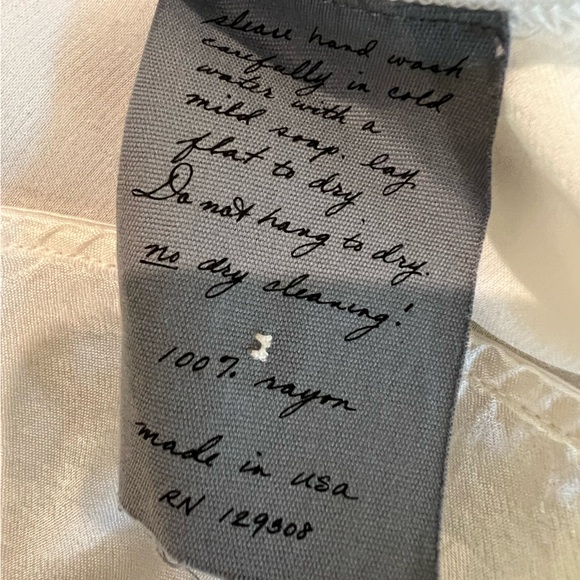 please hand wash
carefully in cold
water with a
mild soap. lay
flat to dry
Do not hang to dry.
no dry cleaning!
100% rayon
made in usa
RN 129308